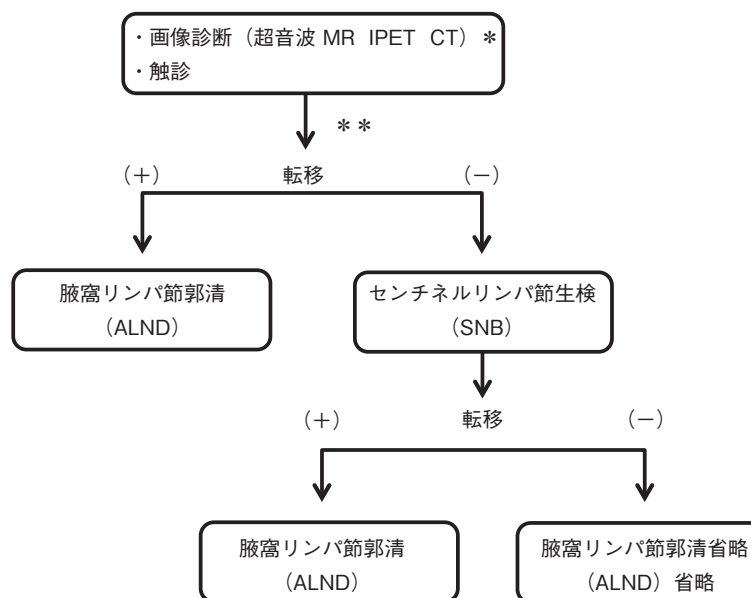 ・画像診断（超音波 MR IPET CT）＊
・触診
＊＊
（＋） 転移 （－）
腋窩リンパ節郭清
（ALND）
センチネルリンパ節生検
（SNB）
（＋） 転移 （－）
腋窩リンパ節郭清
（ALND）
腋窩リンパ節郭清省略
（ALND）省略